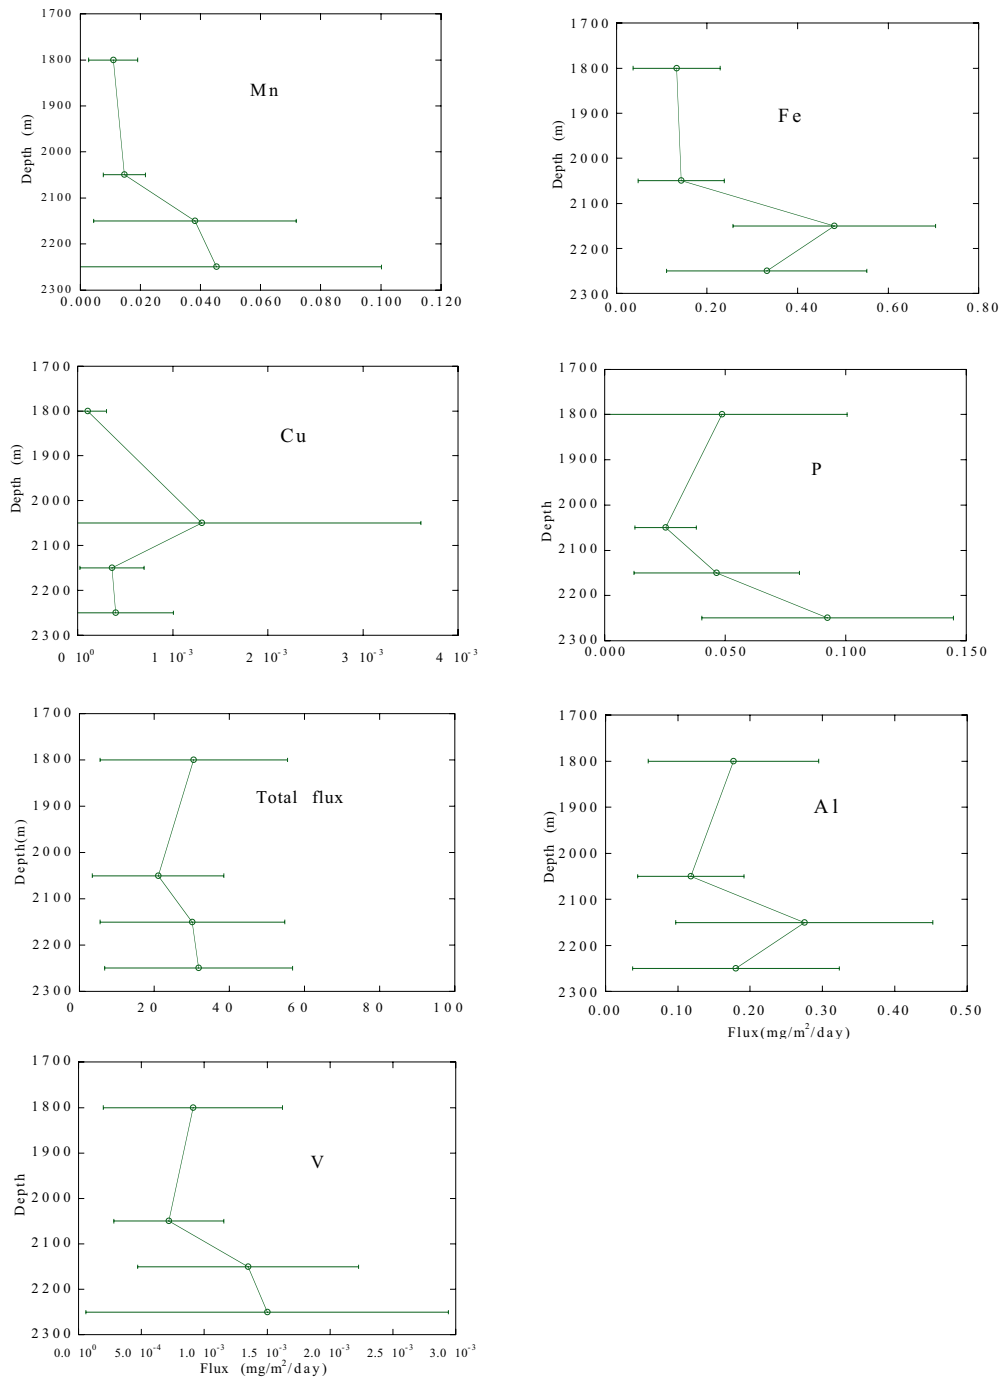 1700
1800
1900
2000
2100
2200
2300
Depth (m)
Mn
0.000 0.020 0.040 0.060 0.080 0.100 0.120
1700
1800
1900
2000
2100
2200
2300
Depth (m)
Fe
0.00 0.20 0.40 0.60 0.80
1700
1800
1900
2000
2100
2200
2300
Depth (m)
Cu
0 10⁰ 1 10⁻³ 2 10⁻³ 3 10⁻³ 4 10⁻³
1700
1800
1900
2000
2100
2200
2300
Depth
P
0.000 0.050 0.100 0.150
1700
1800
1900
2000
2100
2200
2300
Depth(m)
Total flux
0 20 40 60 80 100
1700
1800
1900
2000
2100
2200
2300
Depth (m)
Al
0.00 0.10 0.20 0.30 0.40 0.50
Flux(mg/m²/day)
1700
1800
1900
2000
2100
2200
2300
Depth
V
0.0 10⁰ 5.0 10⁻⁴ 1.0 10⁻³ 1.5 10⁻³ 2.0 10⁻³ 2.5 10⁻³ 3.0 10⁻³
Flux (mg/m²/day)